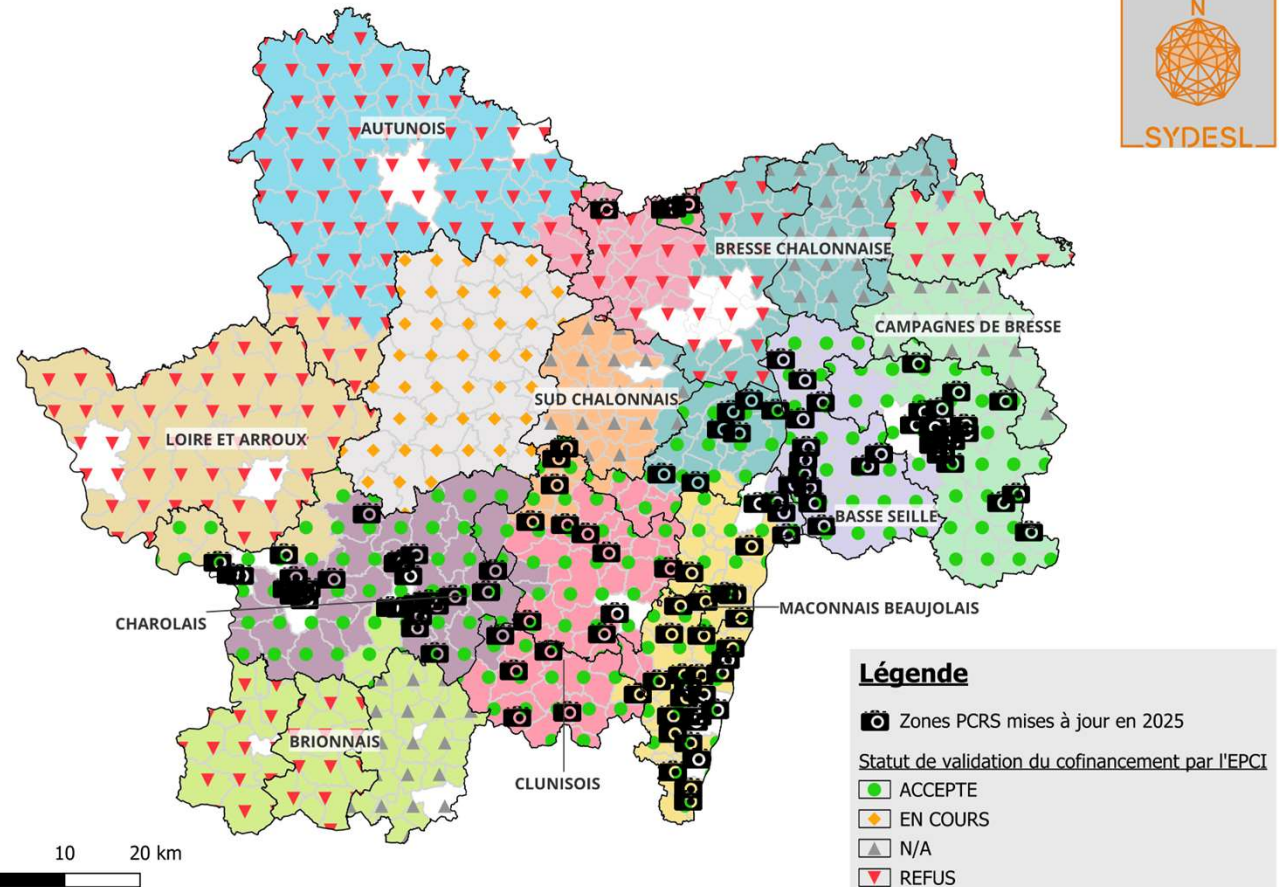 N
SYDESL
AUTUNOIS
BRESSE CHALONNAISE
CAMPAGNES DE BRESSE
SUD CHALONNAIS
LOIRE ET ARROUX
BASSE SEILLE
CHAROLAIS
MACONNAIS BEAUJOLAIS
BRIONNAIS
CLUNISOIS
10 20 km
Légende
Zones PCRS mises à jour en 2025
Statut de validation du cofinancement par l'EPCI
ACCEPTE
EN COURS
N/A
REFUS